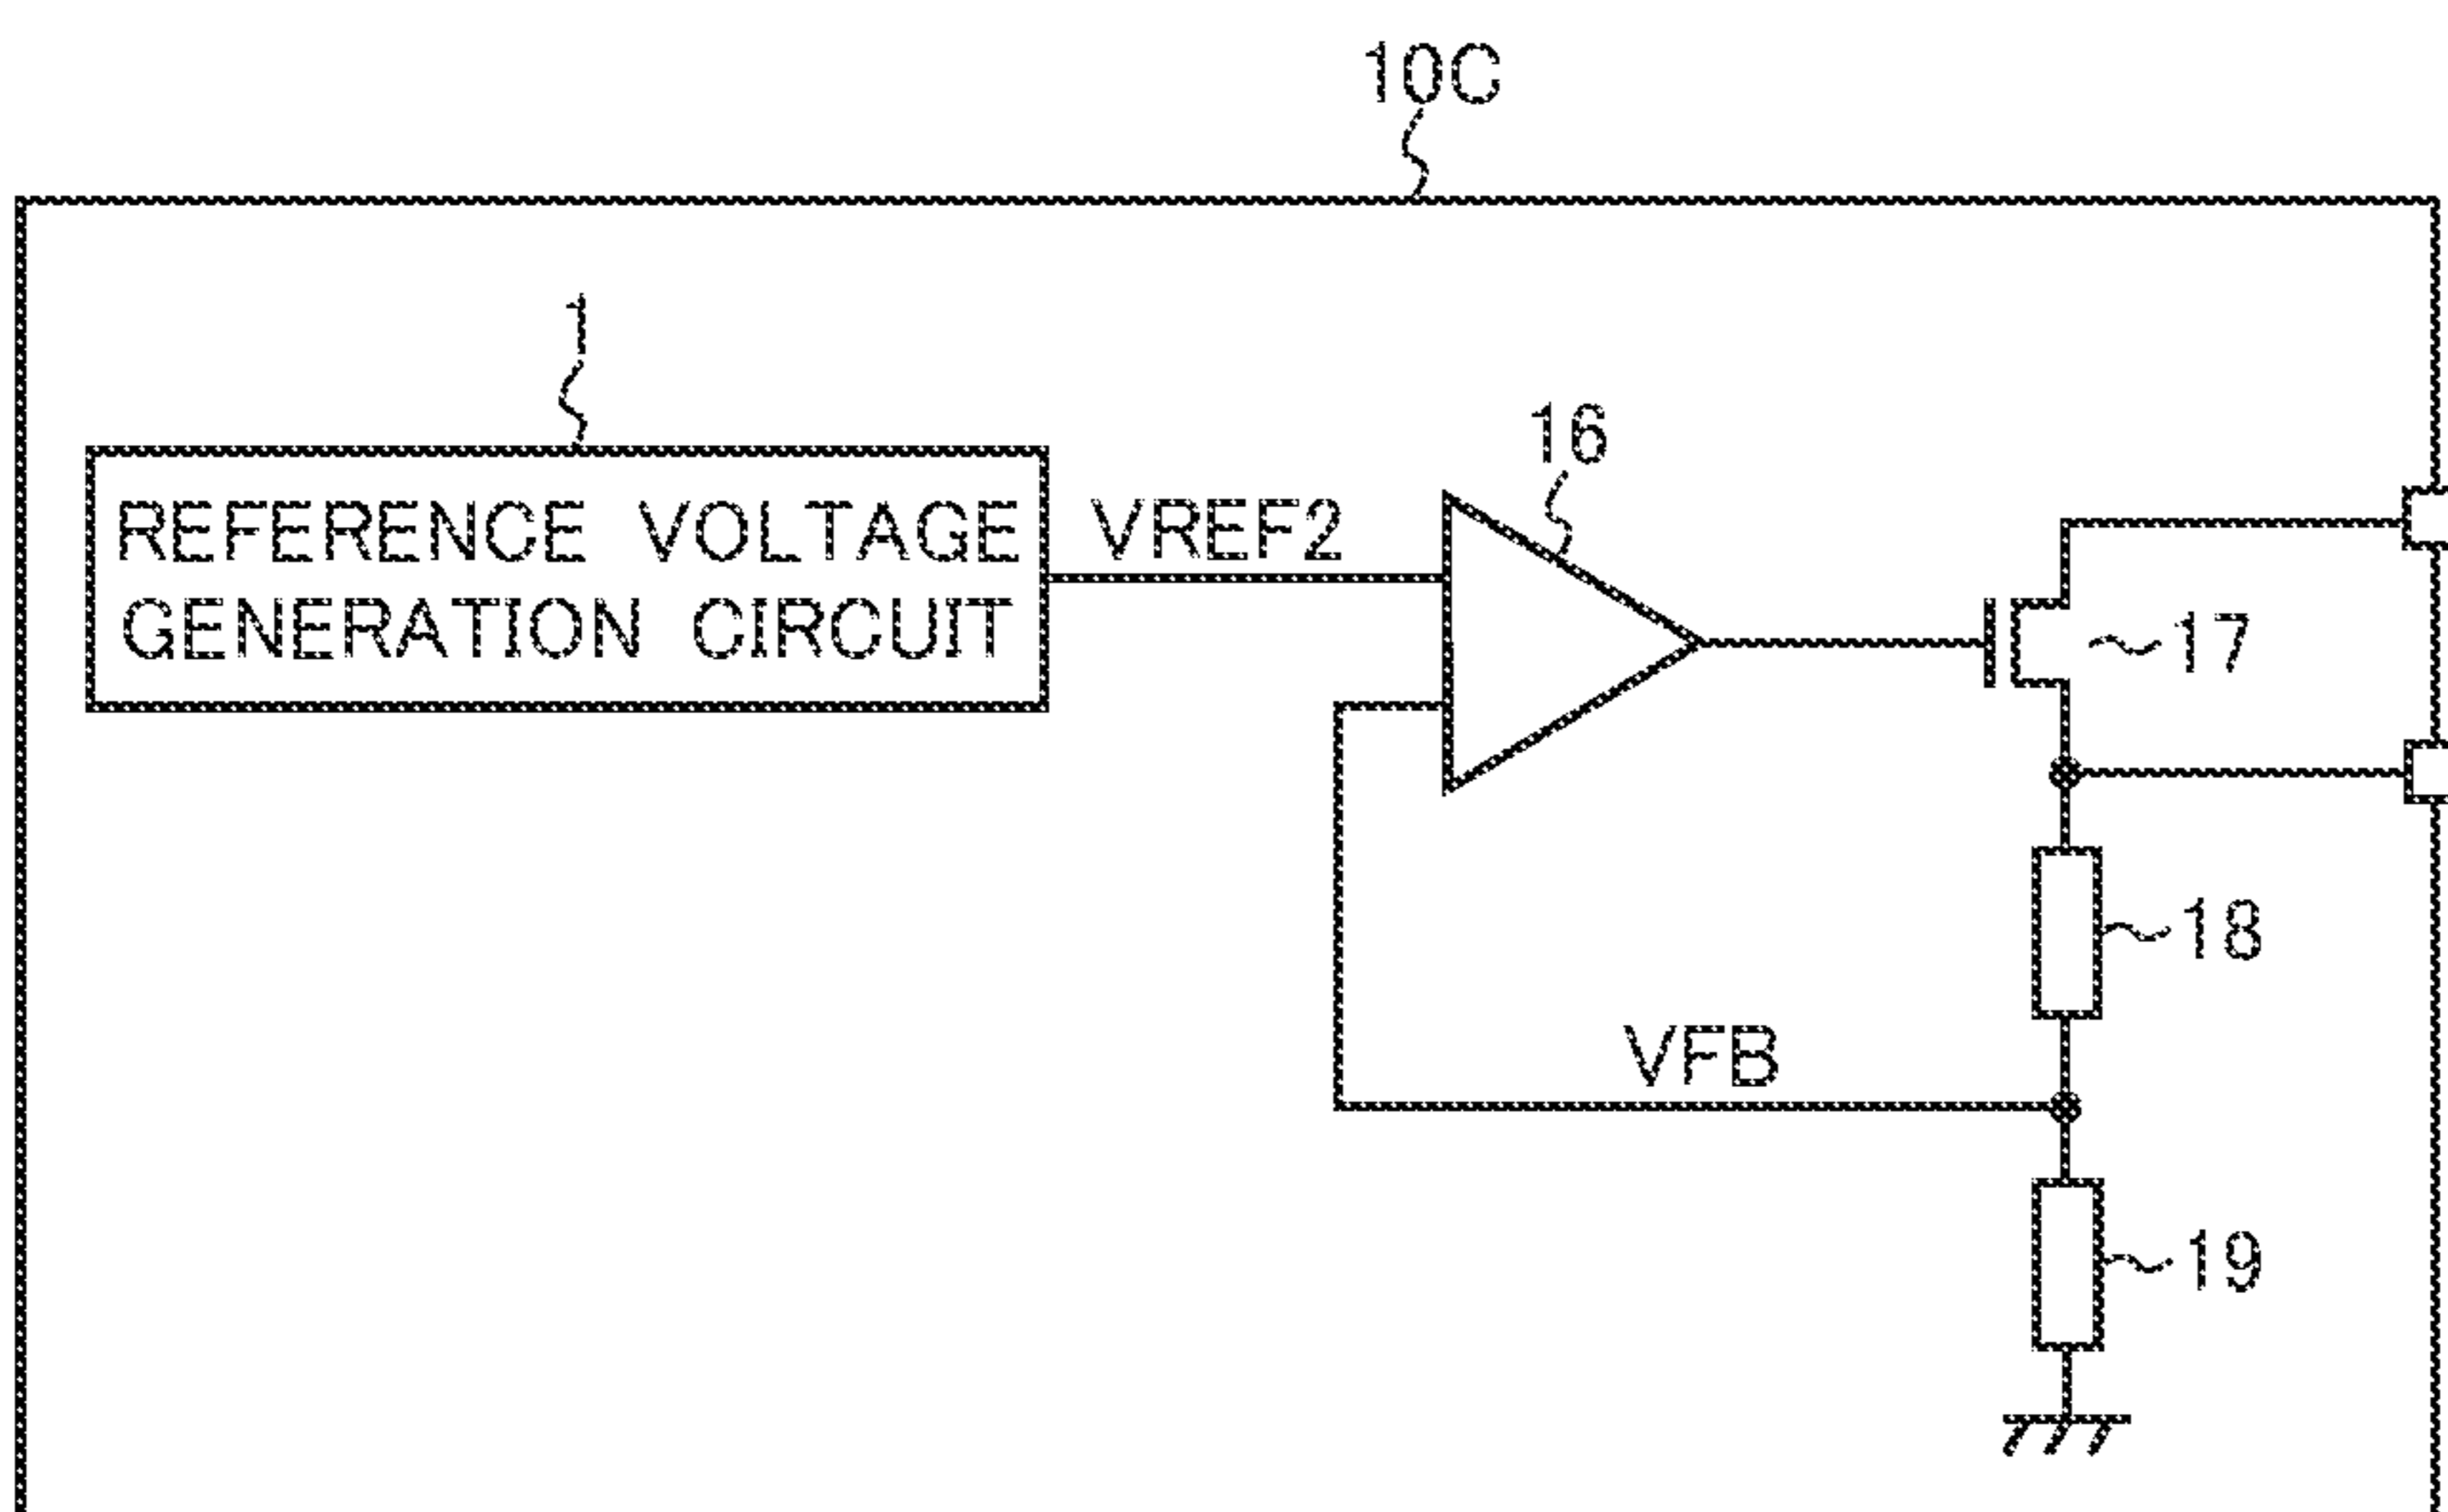 10C
1
REFERENCE VOLTAGE
GENERATION CIRCUIT
VREF2
16
17
18
VFB
19